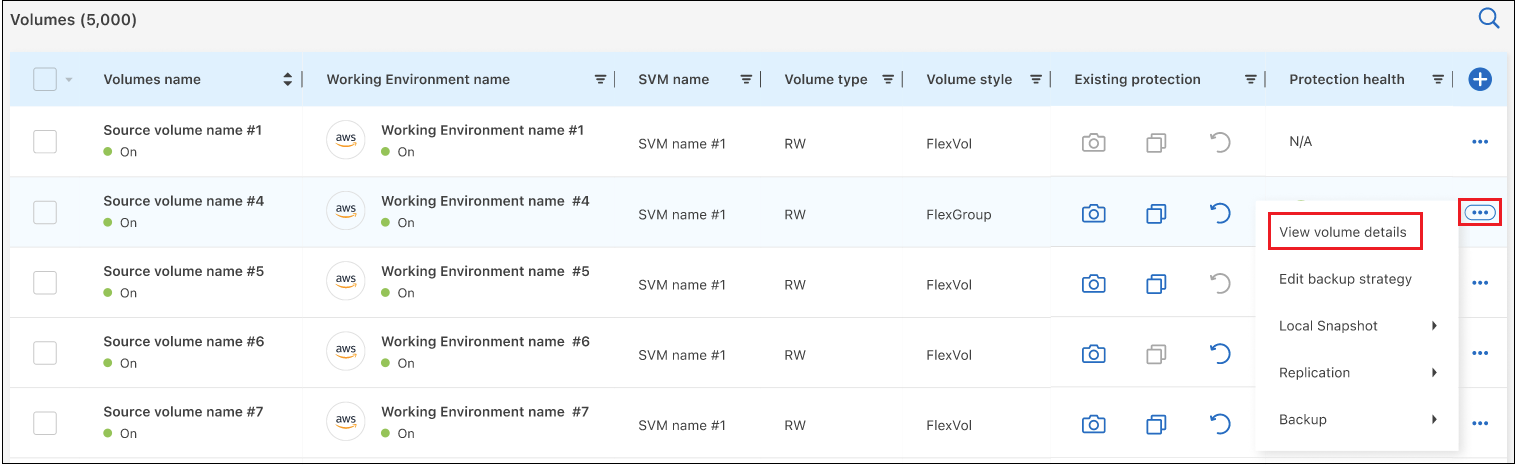 Volumes (5,000)
Volumes name Working Environment name SVM name Volume type Volume style Existing protection Protection health
Source volume name #1 aws Working Environment name #1 SVM name #1 RW FlexVol N/A
On On
Source volume name #4 aws Working Environment name #4 SVM name #1 RW FlexGroup
On On
View volume details
Source volume name #5 aws Working Environment name #5 SVM name #1 RW FlexVol
On On
Edit backup strategy
Local Snapshot
Source volume name #6 aws Working Environment name #6 SVM name #1 RW FlexVol
On On
Replication
Source volume name #7 aws Working Environment name #7 SVM name #1 RW FlexVol
On On
Backup